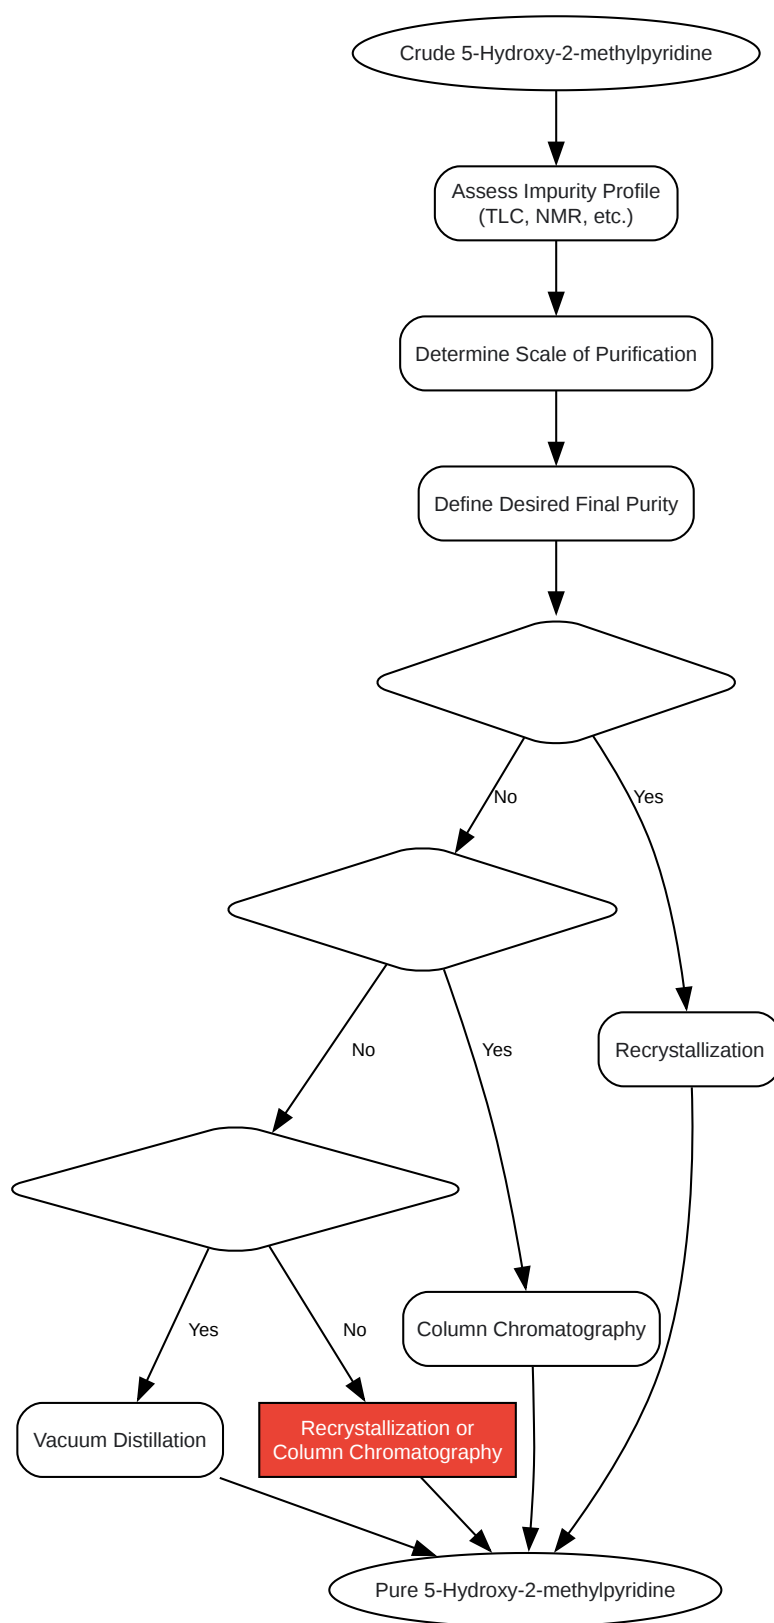 Crude 5-Hydroxy-2-methylpyridine
Assess Impurity Profile
(TLC, NMR, etc.)
Determine Scale of Purification
Define Desired Final Purity
No
Yes
No
Yes
Recrystallization
Yes
No
Column Chromatography
Vacuum Distillation
Recrystallization or
Column Chromatography
Pure 5-Hydroxy-2-methylpyridine